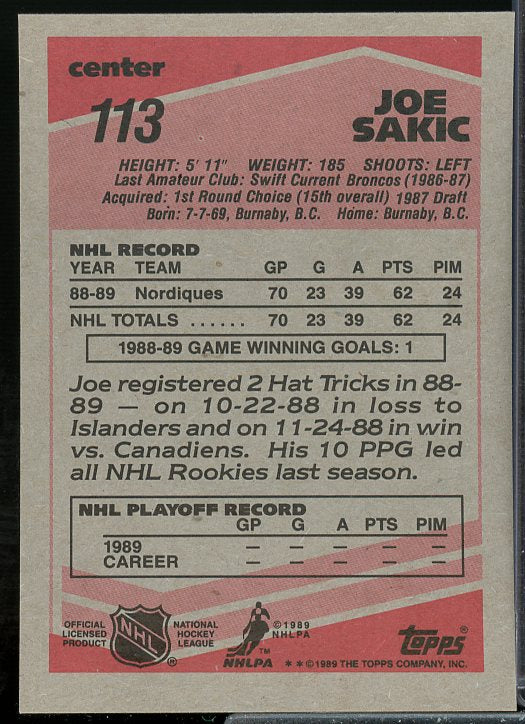 center
113
JOE
SAKIC
HEIGHT: 5' 11" WEIGHT: 185 SHOOTS: LEFT
Last Amateur Club: Swift Current Broncos (1986-87)
Acquired: 1st Round Choice (15th overall) 1987 Draft
Born: 7-7-69, Burnaby, B.C. Home: Burnaby, B.C.
NHL RECORD
YEAR TEAM GP G A PTS PIM
88-89 Nordiques 70 23 39 62 24
NHL TOTALS ...... 70 23 39 62 24
1988-89 GAME WINNING GOALS: 1
Joe registered 2 Hat Tricks in 88-
89 — on 10-22-88 in loss to
Islanders and on 11-24-88 in win
vs. Canadiens. His 10 PPG led
all NHL Rookies last season.
NHL PLAYOFF RECORD
GP G A PTS PIM
1989 — — — — —
CAREER — — — — —
OFFICIAL
LICENSED
PRODUCT
NHL
®
NATIONAL
HOCKEY
LEAGUE
©1989
NHLPA
TM
NHLPA
TOPPS®
**©1989 THE TOPPS COMPANY, INC.